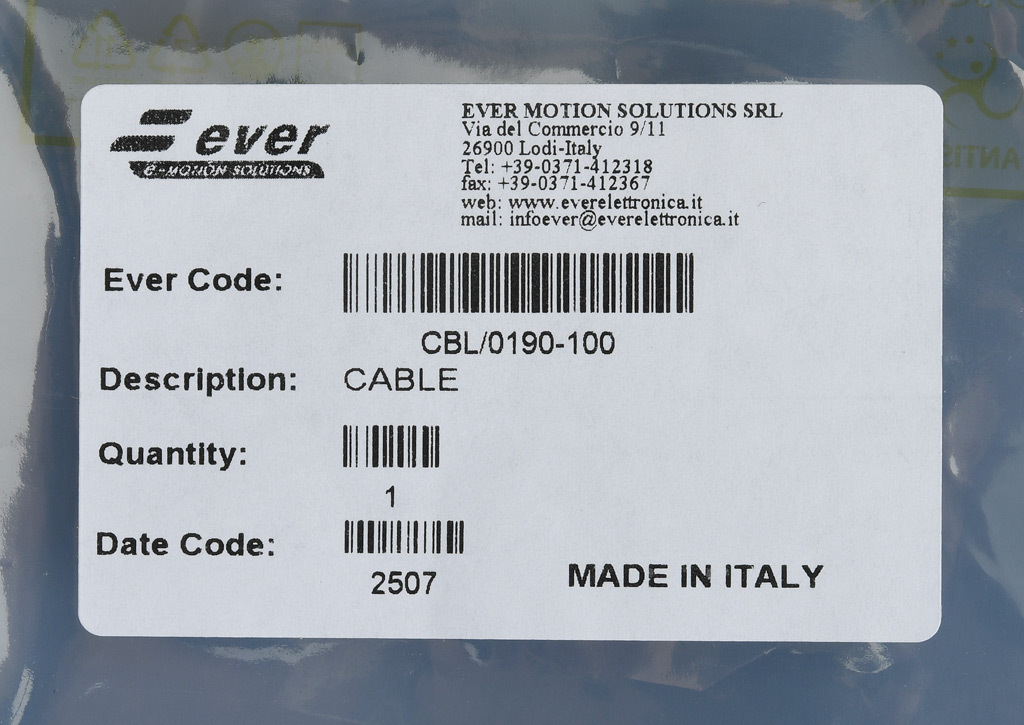 ever
e-MOTION SOLUTIONS
EVER MOTION SOLUTIONS SRL
Via del Commercio 9/11
26900 Lodi-Italy
Tel: +39-0371-412318
fax: +39-0371-412367
web: www.everelettronica.it
mail: infoever@everelettronica.it
Ever Code:
CBL/0190-100
Description: CABLE
Quantity:
1
Date Code:
2507
MADE IN ITALY